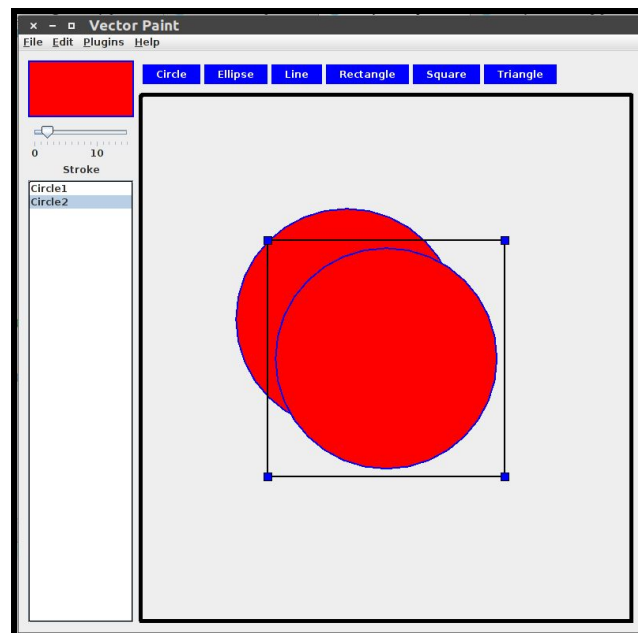 Vector Paint
File Edit Plugins Help
Circle Ellipse Line Rectangle Square Triangle
0 10
Stroke
Circle1
Circle2